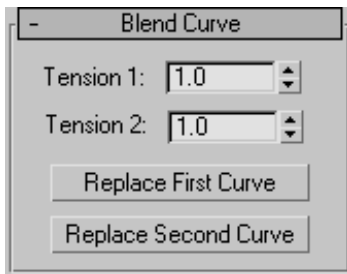 - Blend Curve
Tension 1: 1.0
Tension 2: 1.0
Replace First Curve
Replace Second Curve